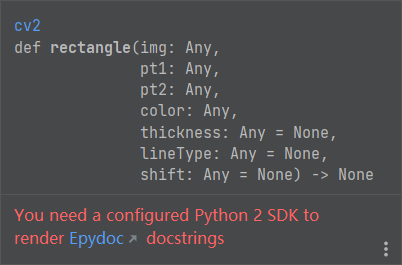 cv2
def rectangle(img: Any,
              pt1: Any,
              pt2: Any,
              color: Any,
              thickness: Any = None,
              lineType: Any = None,
              shift: Any = None) -> None
You need a configured Python 2 SDK to
render Epydoc ↗ docstrings